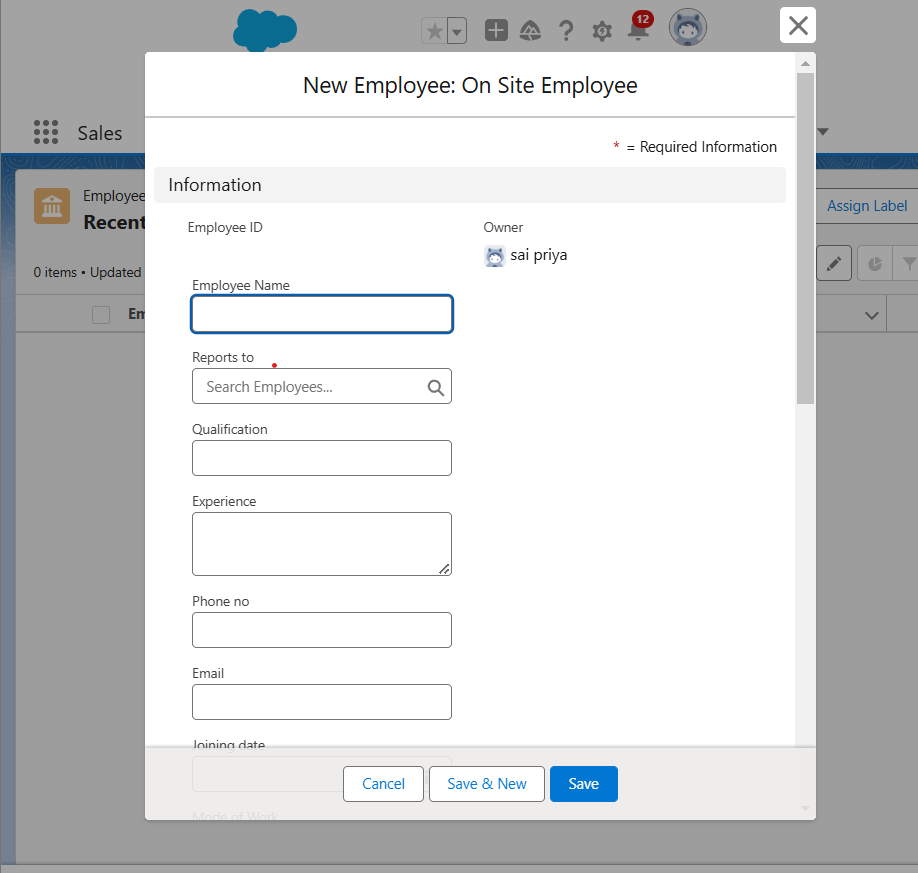 12
New Employee: On Site Employee
Sales
* = Required Information
Information
Employee
Recent
Assign Label
Employee ID
Owner
sai priya
0 items • Updated
Employee Name
Em
Reports to
Search Employees...
Qualification
Experience
Phone no
Email
Joining date
Cancel
Save & New
Save
Mode of Work